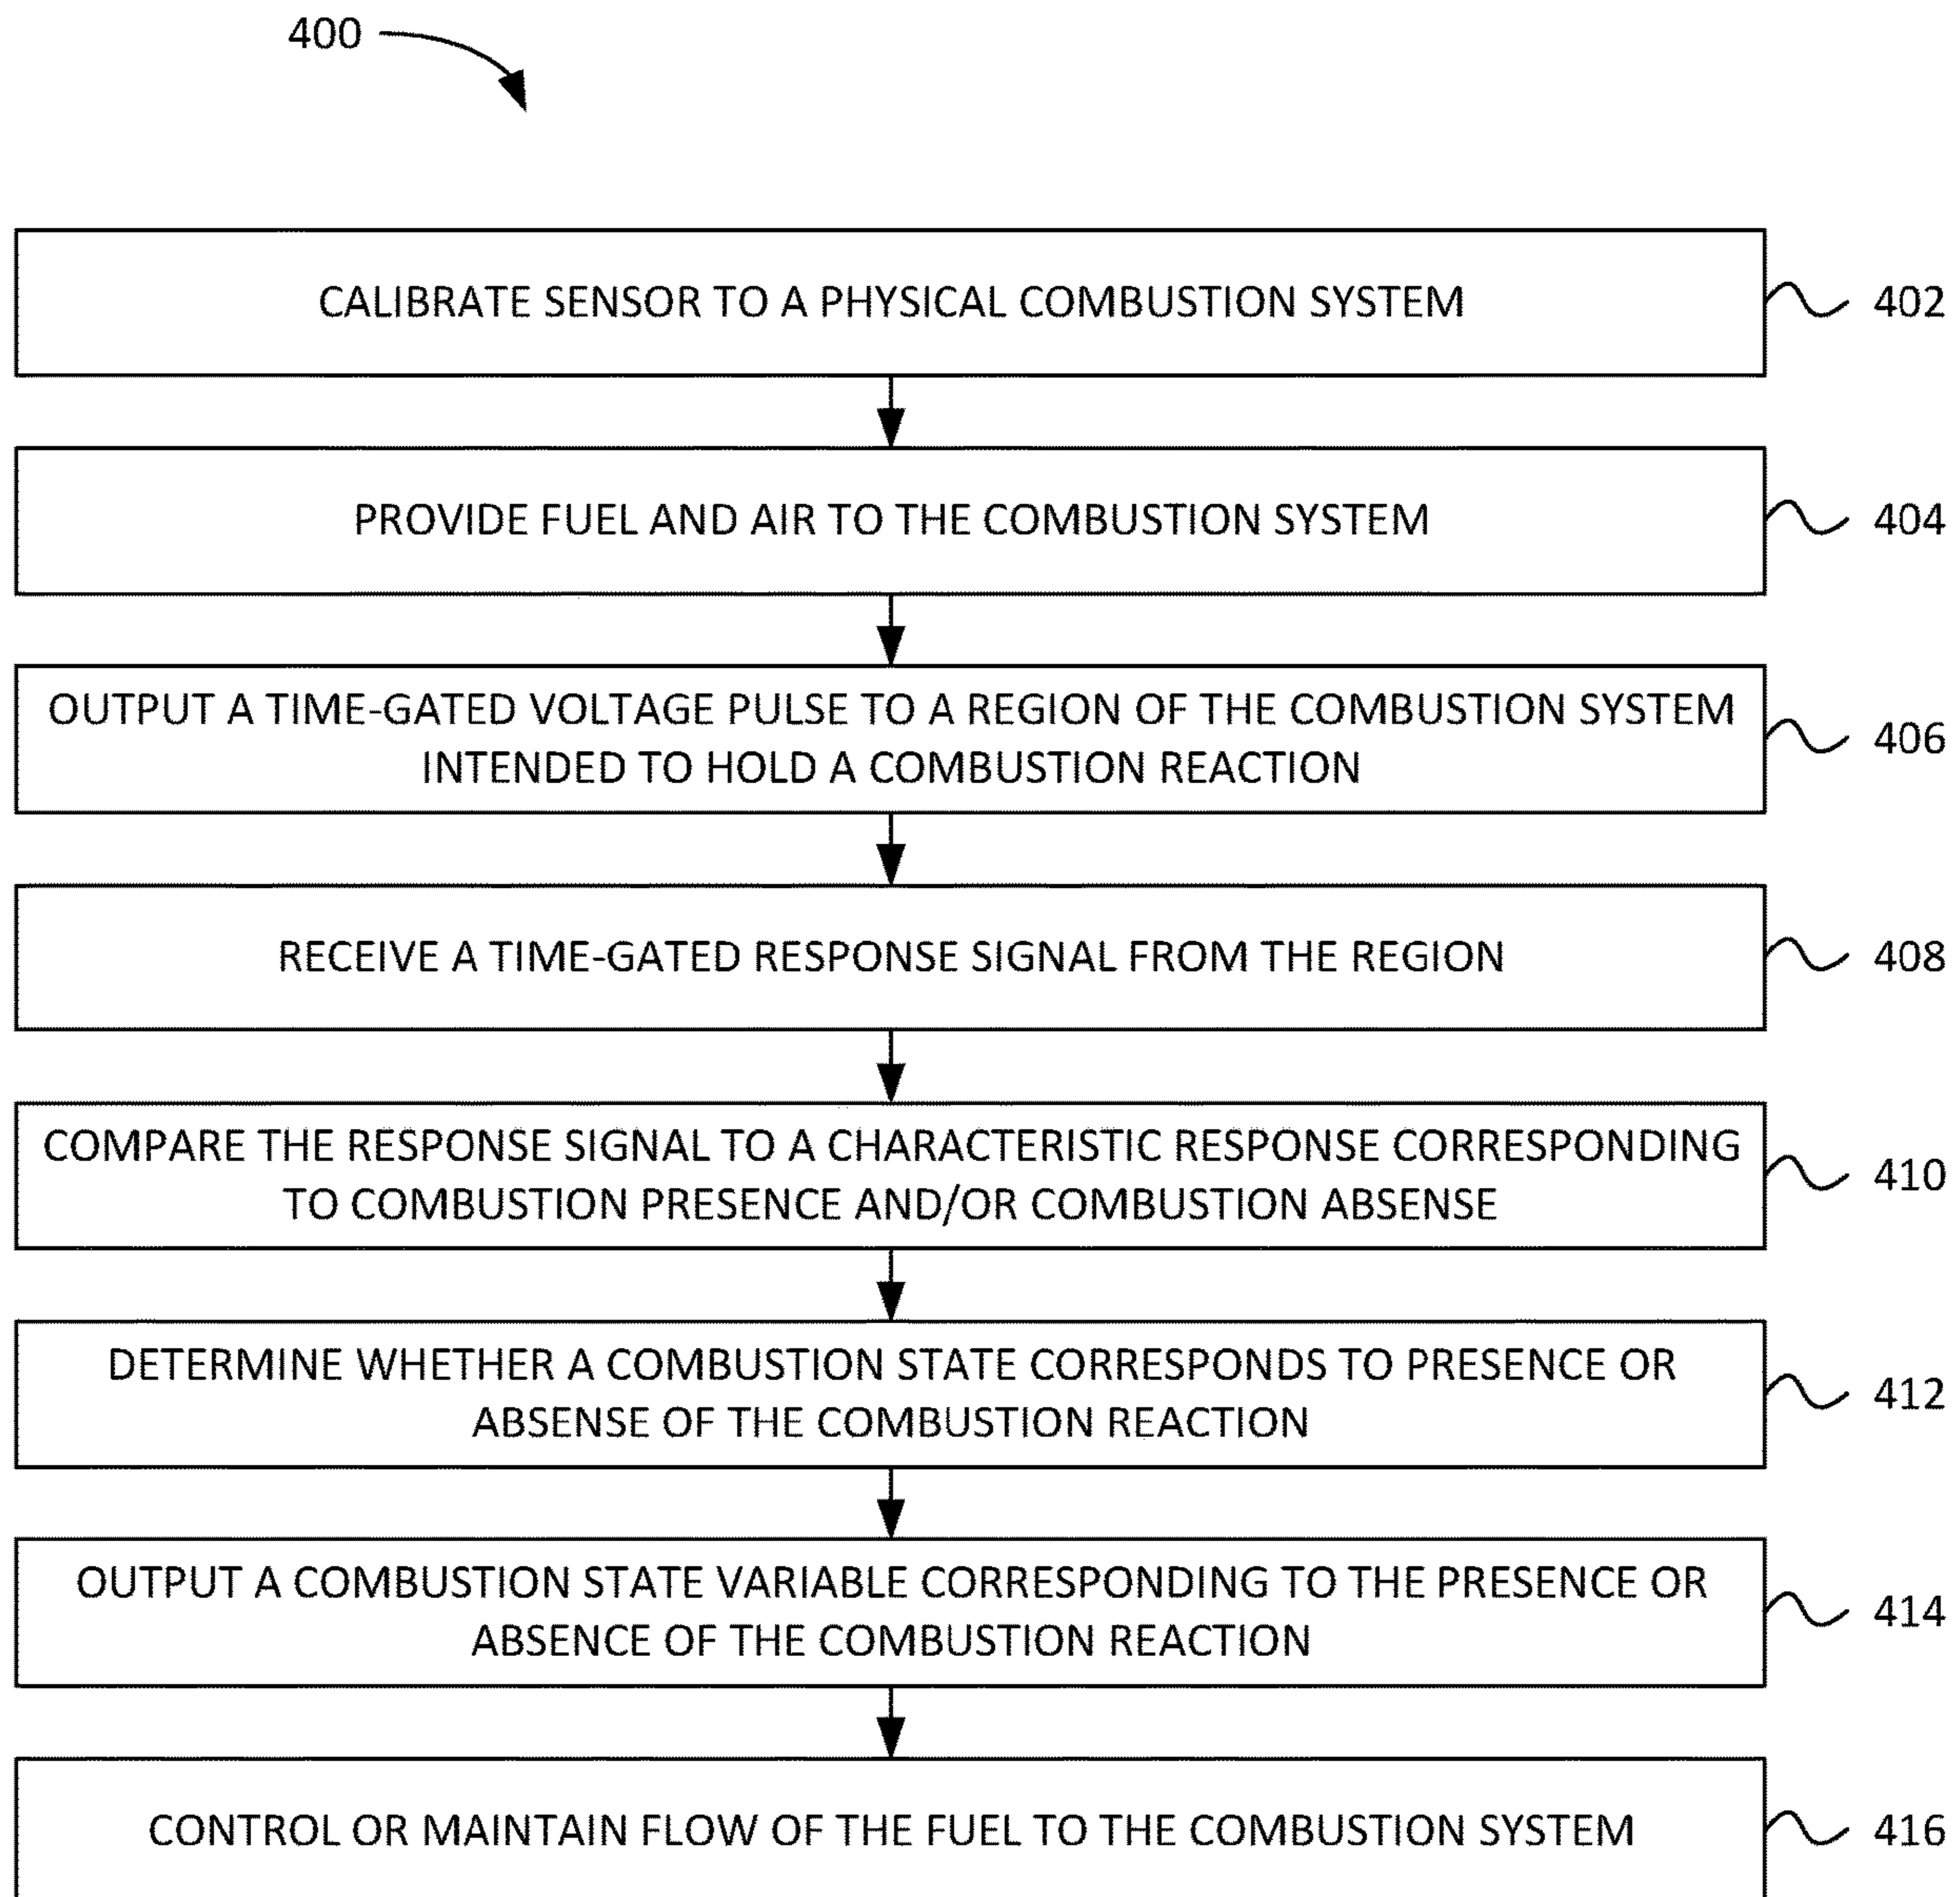 400
CALIBRATE SENSOR TO A PHYSICAL COMBUSTION SYSTEM
402
PROVIDE FUEL AND AIR TO THE COMBUSTION SYSTEM
404
OUTPUT A TIME-GATED VOLTAGE PULSE TO A REGION OF THE COMBUSTION SYSTEM
INTENDED TO HOLD A COMBUSTION REACTION
406
RECEIVE A TIME-GATED RESPONSE SIGNAL FROM THE REGION
408
COMPARE THE RESPONSE SIGNAL TO A CHARACTERISTIC RESPONSE CORRESPONDING
TO COMBUSTION PRESENCE AND/OR COMBUSTION ABSENSE
410
DETERMINE WHETHER A COMBUSTION STATE CORRESPONDS TO PRESENCE OR
ABSENSE OF THE COMBUSTION REACTION
412
OUTPUT A COMBUSTION STATE VARIABLE CORRESPONDING TO THE PRESENCE OR
ABSENCE OF THE COMBUSTION REACTION
414
CONTROL OR MAINTAIN FLOW OF THE FUEL TO THE COMBUSTION SYSTEM
416